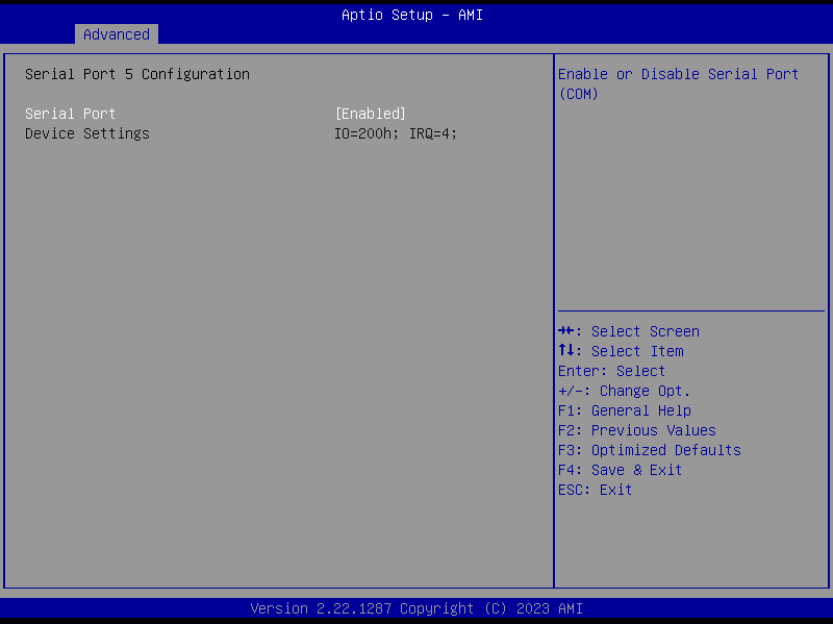 Aptio Setup – AMI
Advanced
Serial Port 5 Configuration
Serial Port [Enabled]
Device Settings IO=200h; IRQ=4;
Enable or Disable Serial Port
(COM)
→←: Select Screen
↑↓: Select Item
Enter: Select
+/-: Change Opt.
F1: General Help
F2: Previous Values
F3: Optimized Defaults
F4: Save & Exit
ESC: Exit
Version 2.22.1287 Copyright (C) 2023 AMI